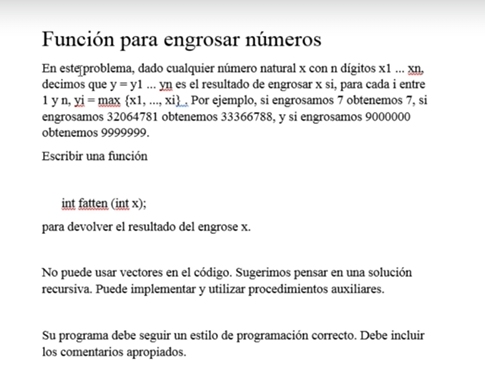 Función para engrosar números
En este problema, dado cualquier número natural x con n dígitos x1 ... xn,
decimos que y = y1 ... yn es el resultado de engrosar x si, para cada i entre
1 y n, yi = max {x1, ..., xi} . Por ejemplo, si engrosamos 7 obtenemos 7, si
engrosamos 32064781 obtenemos 33366788, y si engrosamos 9000000
obtenemos 9999999.
Escribir una función
int fatten (int x);
para devolver el resultado del engrose x.
No puede usar vectores en el código. Sugerimos pensar en una solución
recursiva. Puede implementar y utilizar procedimientos auxiliares.
Su programa debe seguir un estilo de programación correcto. Debe incluir
los comentarios apropiados.